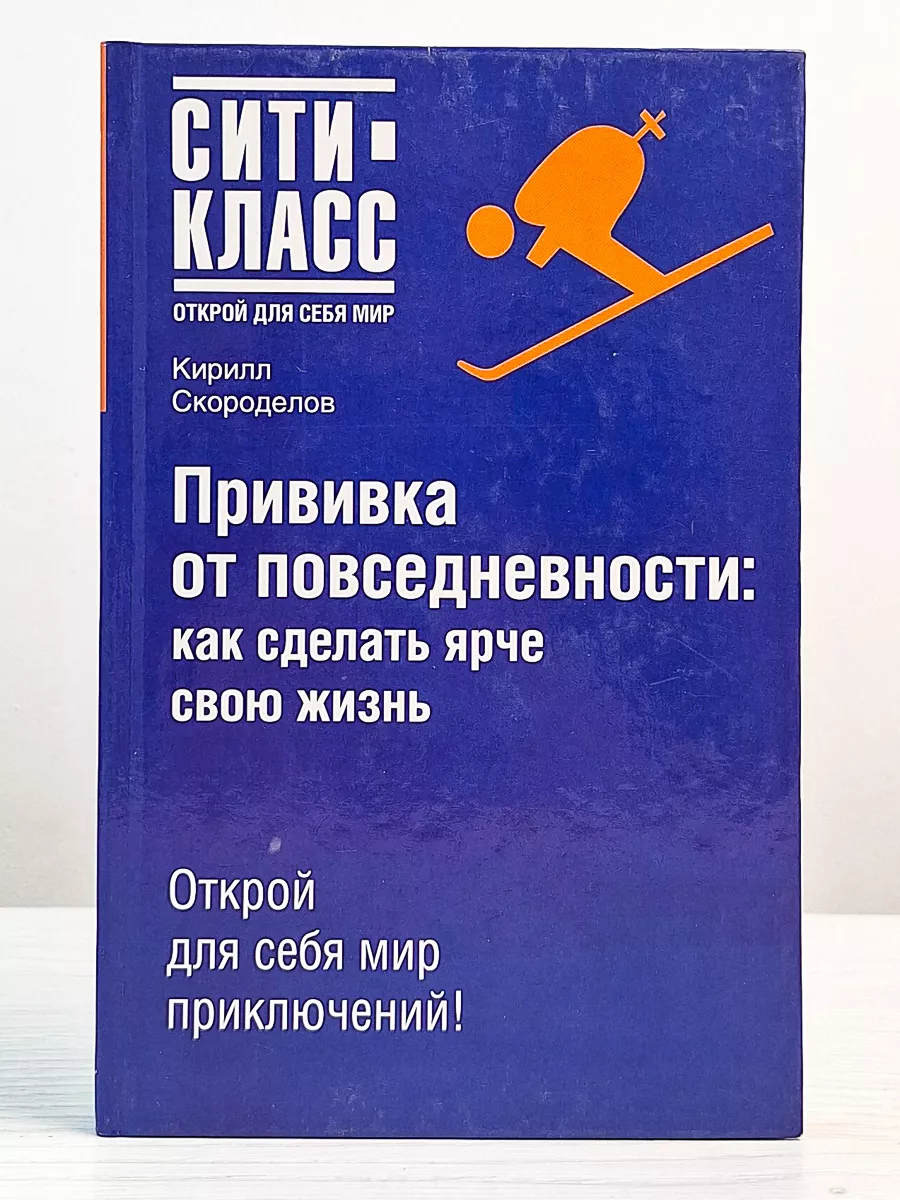 СИТИ-
КЛАСС
ОТКРОЙ ДЛЯ СЕБЯ МИР
Кирилл
Скороделов
Прививка
от повседневности:
как сделать ярче
свою жизнь
Открой
для себя мир
приключений!